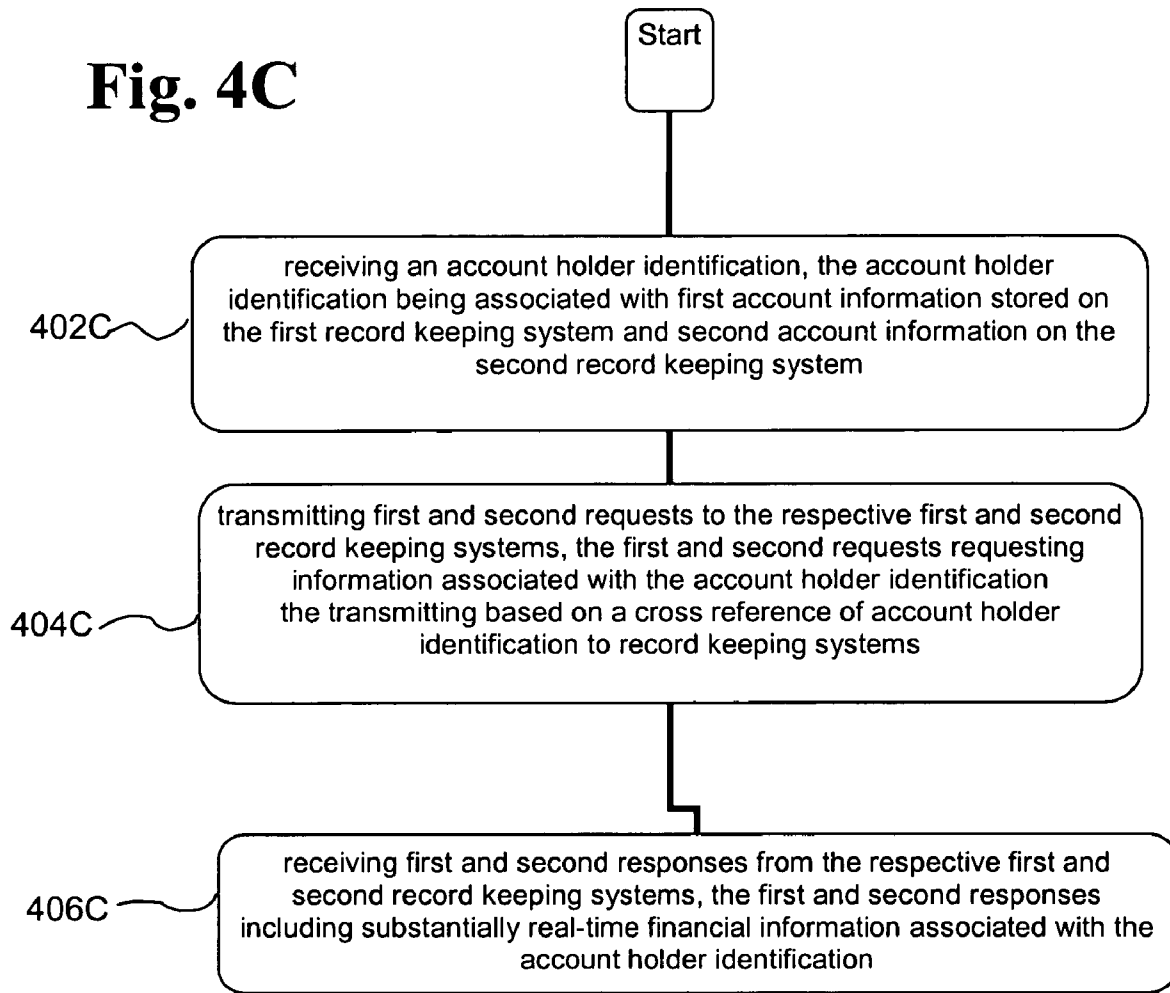 Fig. 4C
Start
402C
receiving an account holder identification, the account holder
identification being associated with first account information stored on
the first record keeping system and second account information on the
second record keeping system
404C
transmitting first and second requests to the respective first and second
record keeping systems, the first and second requests requesting
information associated with the account holder identification
the transmitting based on a cross reference of account holder
identification to record keeping systems
406C
receiving first and second responses from the respective first and
second record keeping systems, the first and second responses
including substantially real-time financial information associated with the
account holder identification